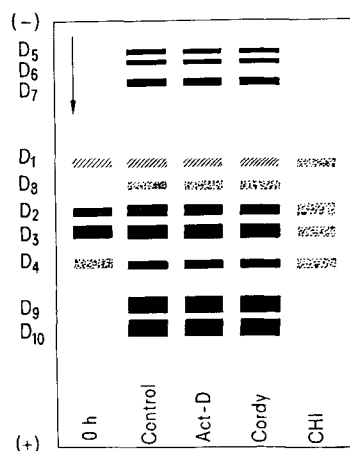 (-)
D5
D6
D7
D1
D8
D2
D3
D4
D9
D10
(+)
0 h
Control
Act-D
Cordy
CHI